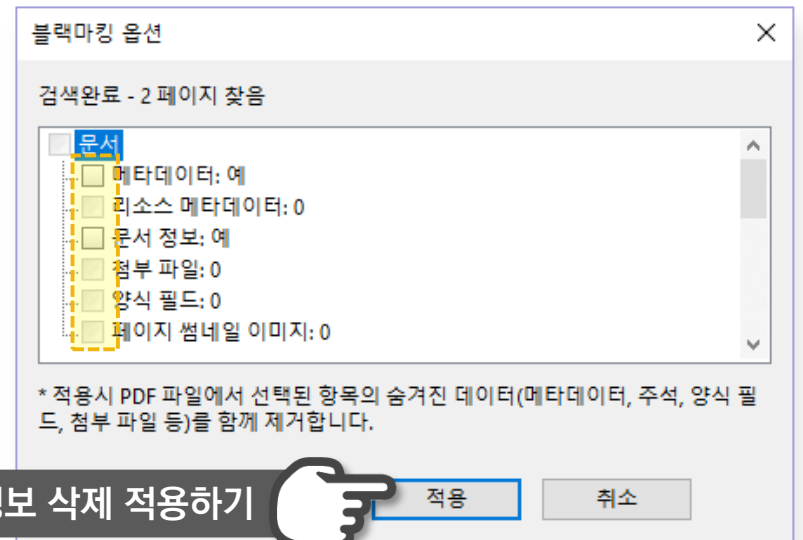 블랙마킹 옵션
검색완료 - 2 페이지 찾음
문서
메타데이터: 예
리소스 메타데이터: 0
문서 정보: 예
첨부 파일: 0
양식 필드: 0
페이지 썸네일 이미지: 0
* 적용시 PDF 파일에서 선택된 항목의 숨겨진 데이터(메타데이터, 주석, 양식 필
드, 첨부 파일 등)를 함께 제거합니다.
삭제 적용하기
적용 취소